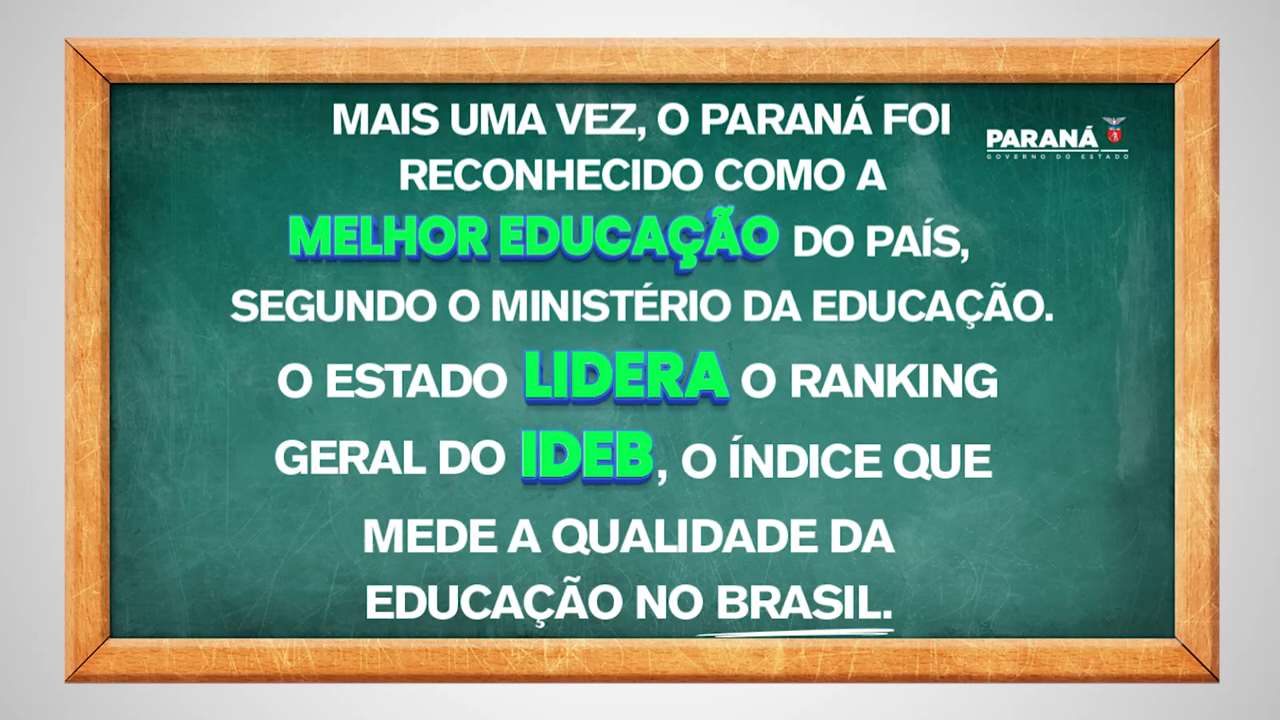 MAIS UMA VEZ, O PARANÁ FOI
RECONHECIDO COMO A
MELHOR EDUCAÇÃO DO PAÍS,
SEGUNDO O MINISTÉRIO DA EDUCAÇÃO.
O ESTADO LIDERA O RANKING
GERAL DO IDEB, O ÍNDICE QUE
MEDE A QUALIDADE DA
EDUCAÇÃO NO BRASIL.
PARANÁ
GOVERNO DO ESTADO